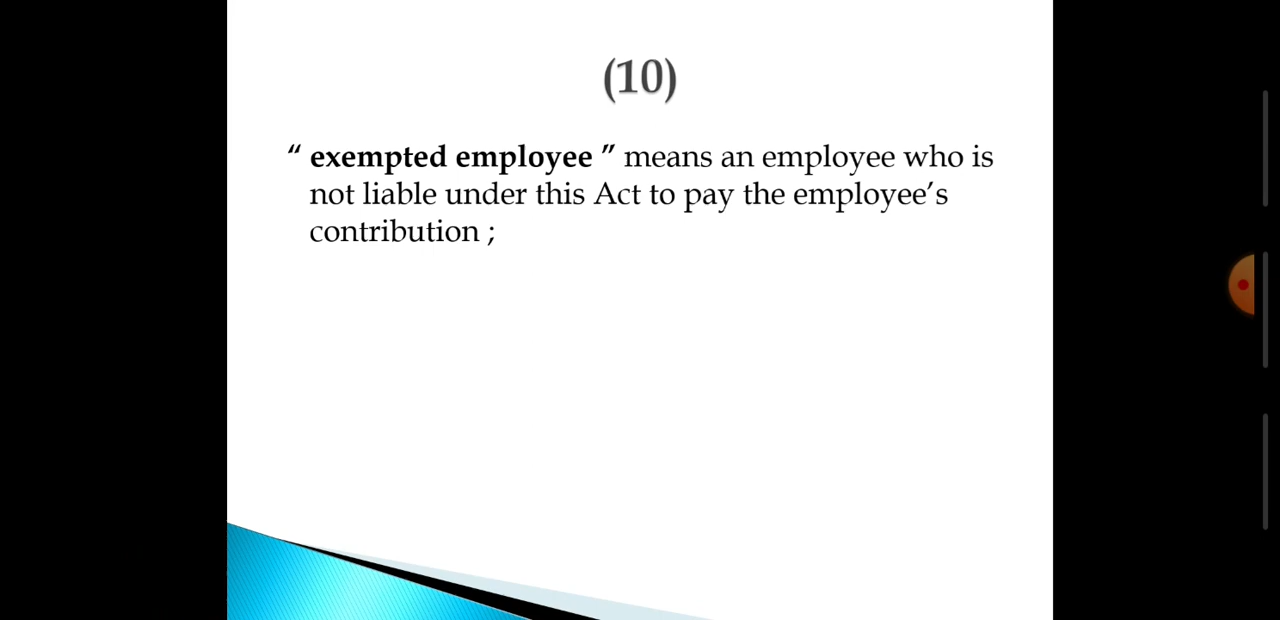 (10)
“ exempted employee ” means an employee who is
not liable under this Act to pay the employee’s
contribution ;